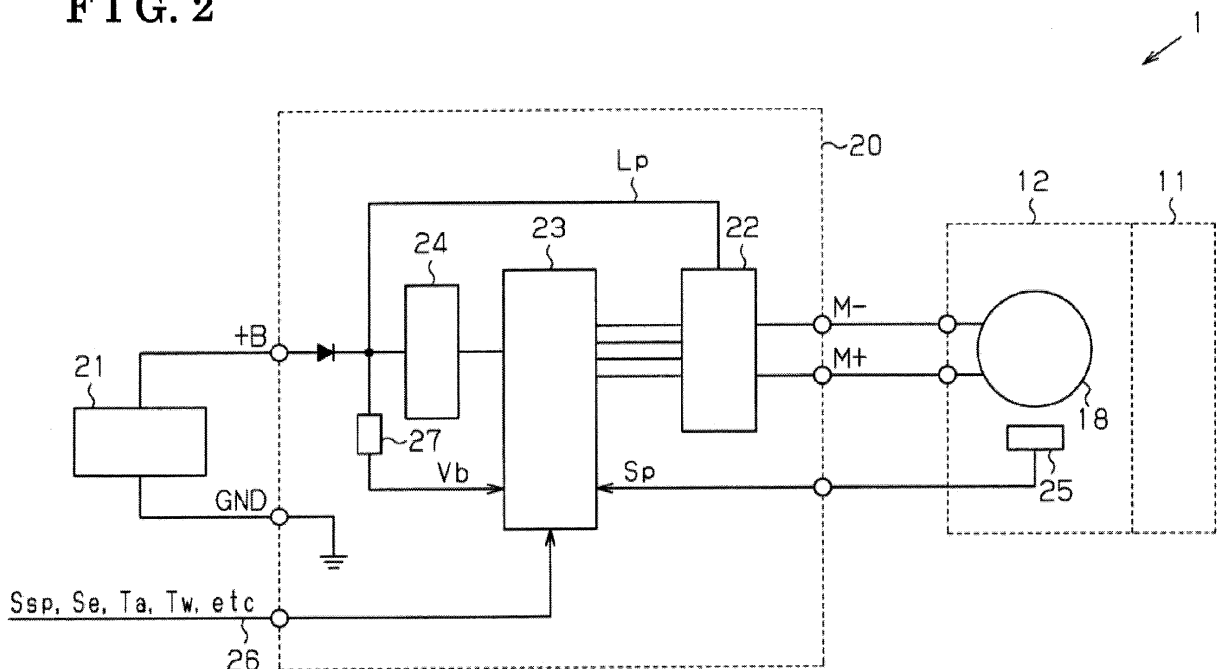 FIG. 2
1
20
Lp
12
11
24
23
22
+B
M-
21
M+
27
18
Vb
Sp
25
GND
Ssp, Se, Ta, Tw, etc
26